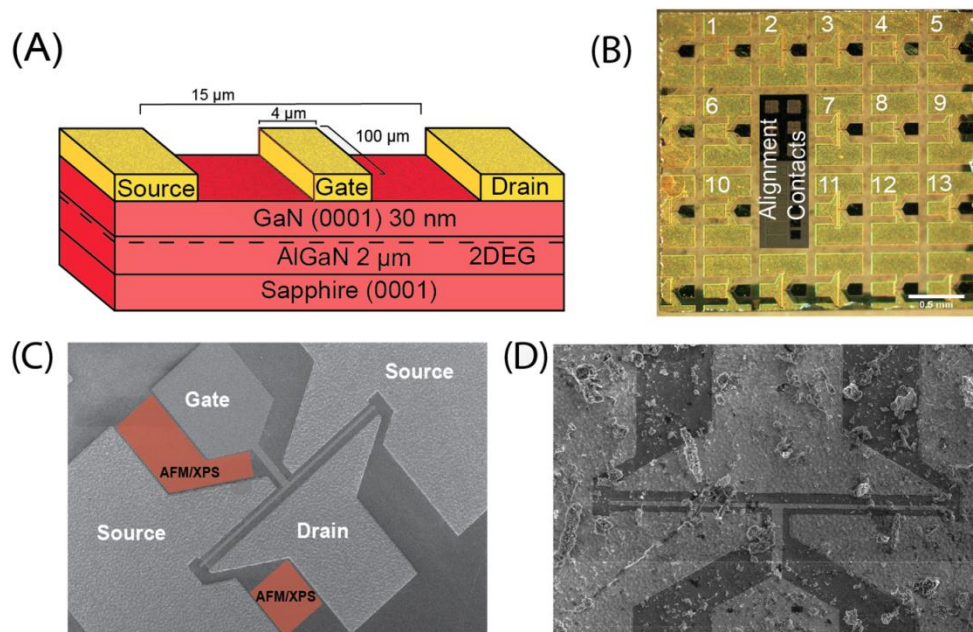 (A)
15 µm
4 µm
100 µm
Source
Gate
Drain
GaN (0001) 30 nm
AlGaN 2 µm 2DEG
Sapphire (0001)
(B)
1 2 3 4 5
6 7 8 9
Alignment
Contacts
10 11 12 13
0.5 mm
(C)
Source
Gate
AFM/XPS
Source
Drain
AFM/XPS
(D)